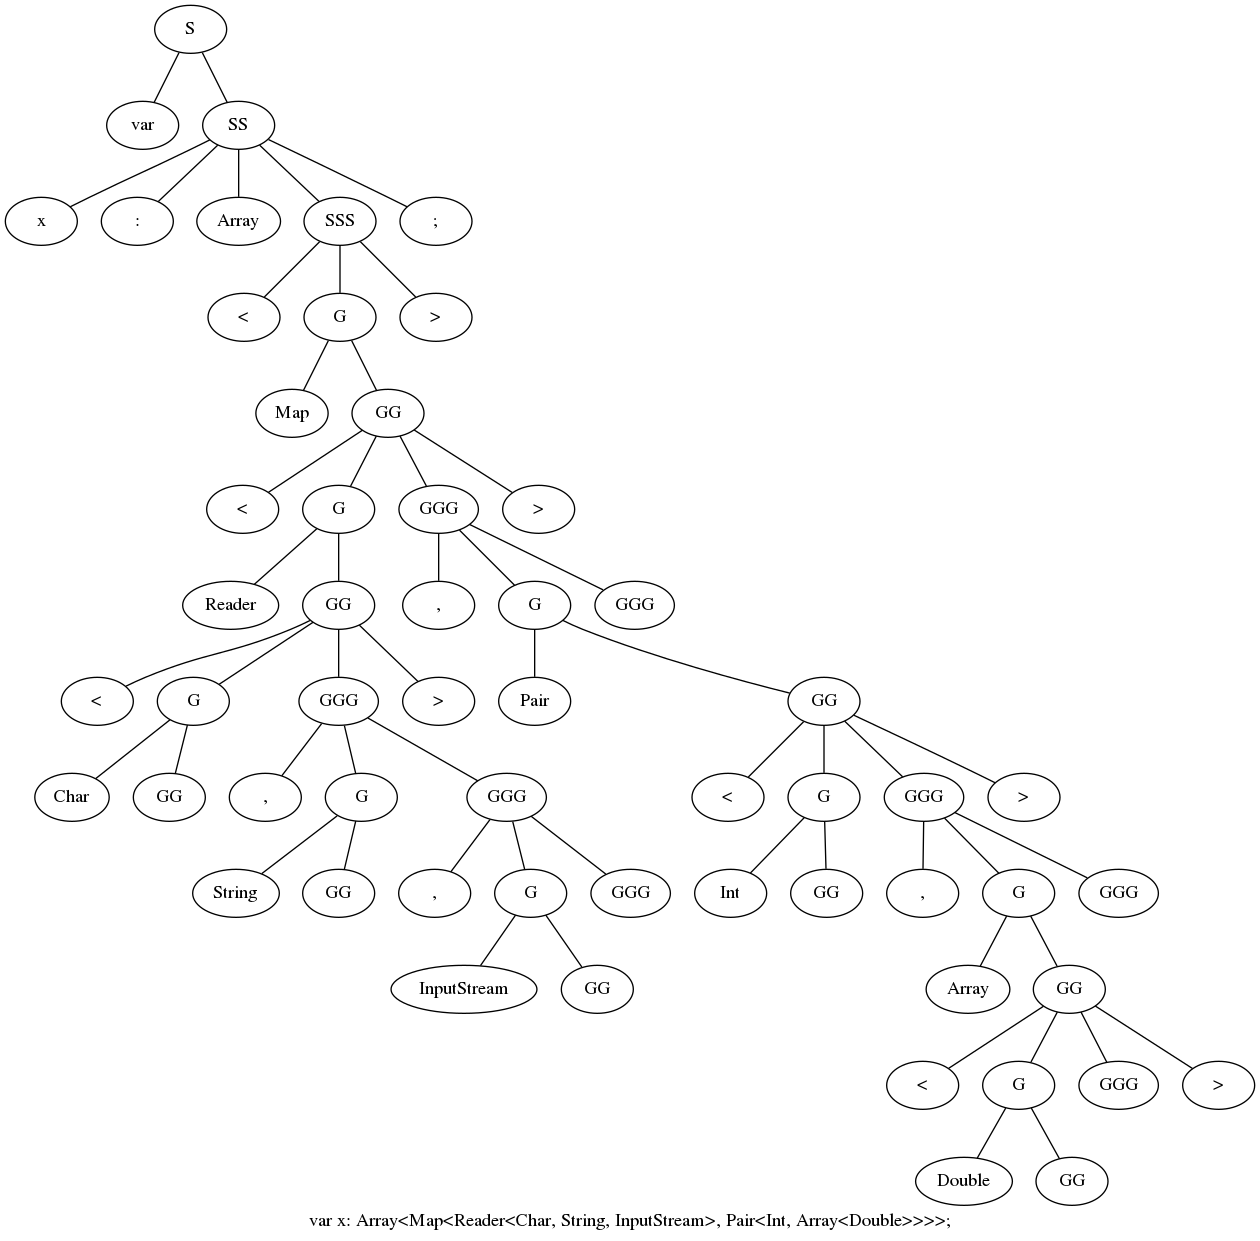 S
var SS
x : Array SSS ;
< G >
Map GG
< G GGG >
Reader GG , G GGG
< G GGG > Pair GG
Char GG , G GGG < G GGG >
String GG , G GGG Int GG , G GGG
InputStream GG Array GG
< G GGG >
Double GG
var x: Array<Map<Reader<Char, String, InputStream>, Pair<Int, Array<Double>>>>;